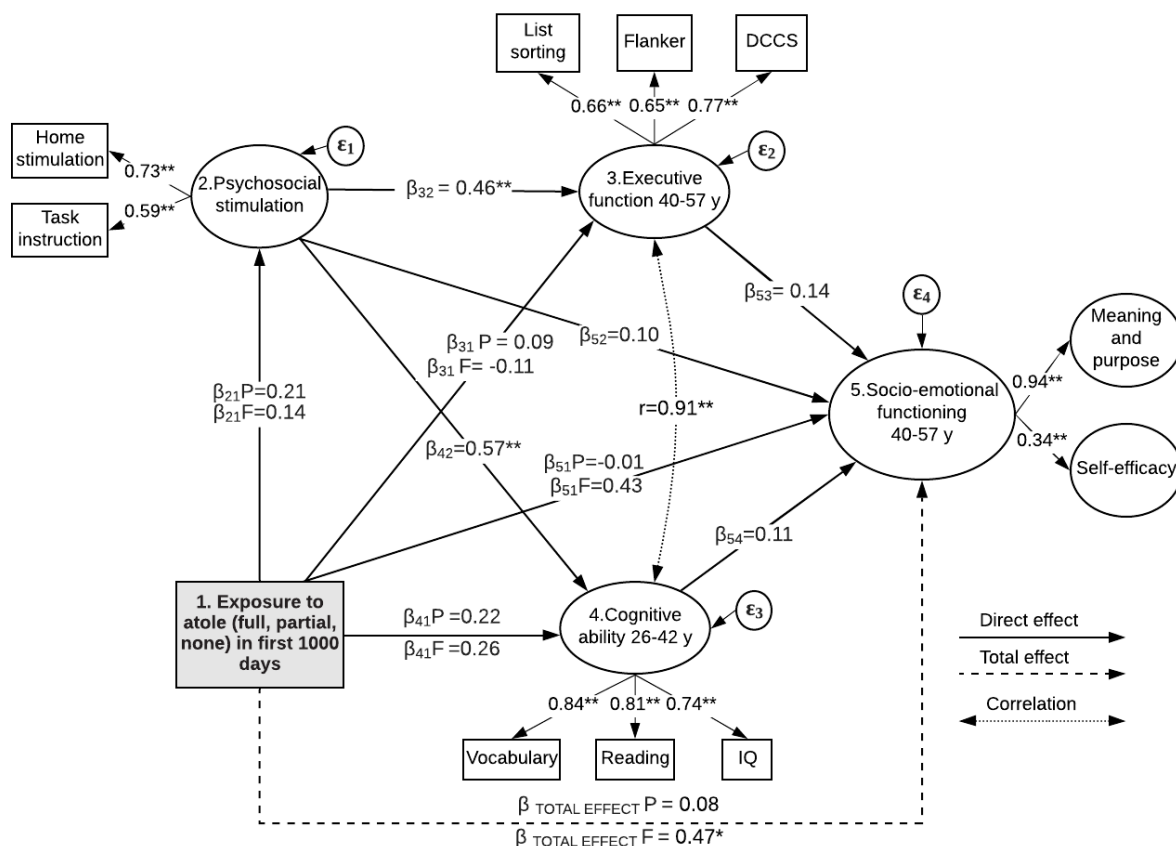 List
sorting
Flanker
DCCS
0.66**
0.65**
0.77**
Home
stimulation
Task
instruction
0.73**
0.59**
2.Psychosocial
stimulation
ε1
β32 = 0.46**
3.Executive
function 40-57 y
ε2
β53= 0.14
ε4
β31 P = 0.09
β31 F= -0.11
β52=0.10
Meaning
and
purpose
0.94**
5.Socio-emotional
functioning
40-57 y
0.34**
Self-efficacy
β21P=0.21
β21F=0.14
r=0.91**
β42=0.57**
β51P=-0.01
β51F=0.43
β54=0.11
1. Exposure to
atole (full, partial,
none) in first 1000
days
β41P =0.22
β41F =0.26
4.Cognitive
ability 26-42 y
ε3
Direct effect
Total effect
Correlation
0.84**
0.81**
0.74**
Vocabulary
Reading
IQ
β TOTAL EFFECT P = 0.08
β TOTAL EFFECT F = 0.47*